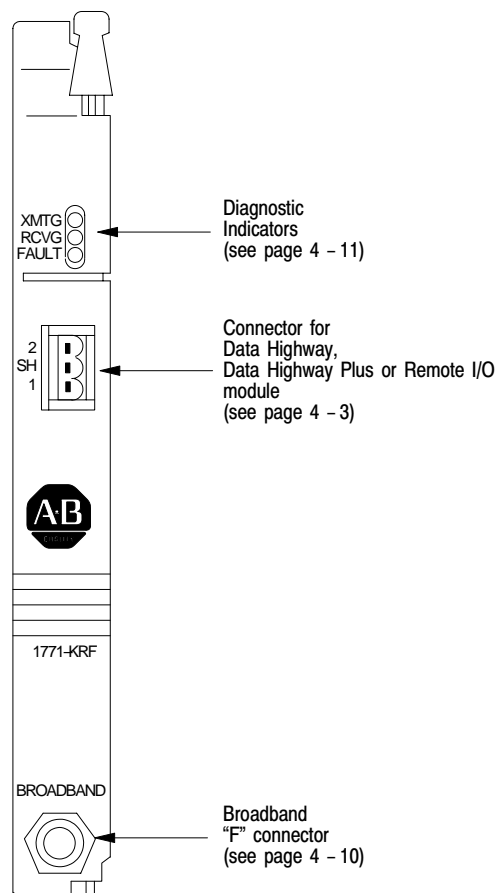 XMTG
RCVG
FAULT
Diagnostic
Indicators
(see page 4 – 11)
2
SH
1
Connector for
Data Highway,
Data Highway Plus or Remote I/O
module
(see page 4 – 3)
A·B
QUALITY
1771-KRF
BROADBAND
Broadband
“F” connector
(see page 4 – 10)